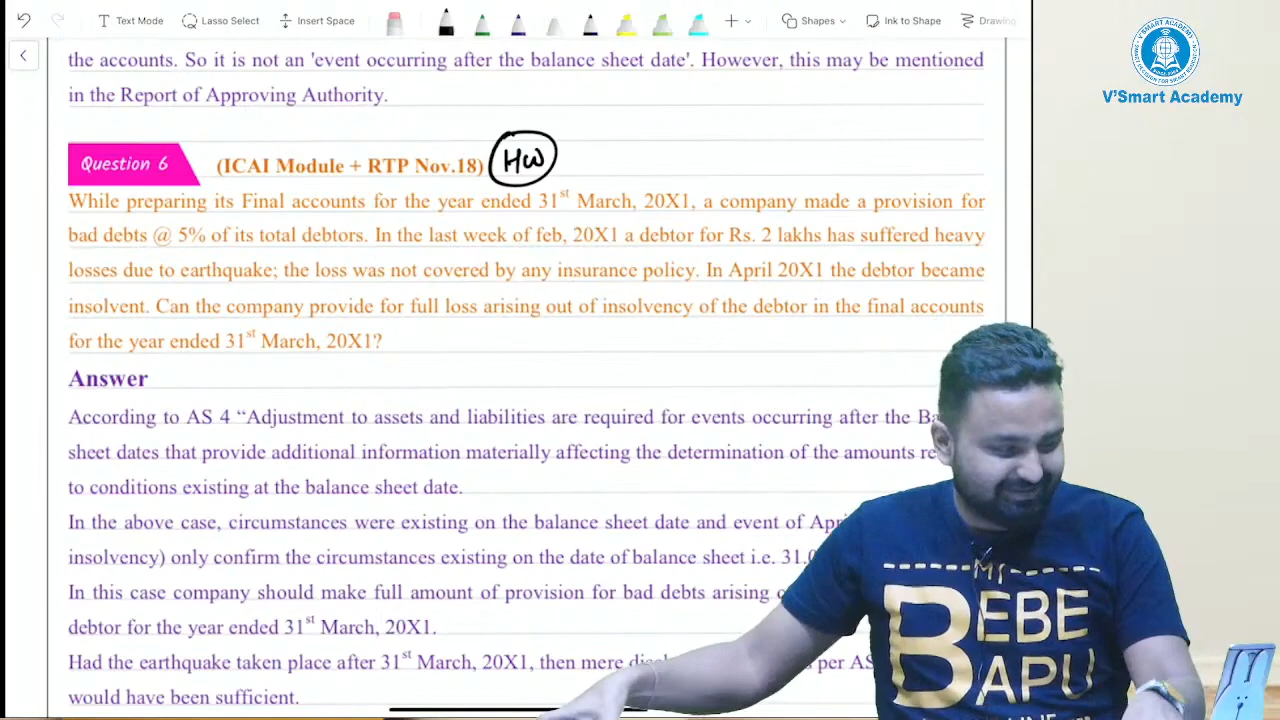 Text Mode
Lasso Select
Insert Space
Shapes
Ink to Shape
Drawing
V'Smart Academy
the accounts. So it is not an 'event occurring after the balance sheet date'. However, this may be mentioned
in the Report of Approving Authority.
Question 6 (ICAI Module + RTP Nov.18) HW
While preparing its Final accounts for the year ended 31st March, 20X1, a company made a provision for
bad debts @ 5% of its total debtors. In the last week of feb, 20X1 a debtor for Rs. 2 lakhs has suffered heavy
losses due to earthquake; the loss was not covered by any insurance policy. In April 20X1 the debtor became
insolvent. Can the company provide for full loss arising out of insolvency of the debtor in the final accounts
for the year ended 31st March, 20X1?
Answer
According to AS 4 “Adjustment to assets and liabilities are required for events occurring after the
sheet dates that provide additional information materially affecting the determination of the amounts
to conditions existing at the balance sheet date.
In the above case, circumstances were existing on the balance sheet date and event of
insolvency) only confirm the circumstances existing on the date of balance sheet i.e.
In this case company should make full amount of provision for bad debts arising
debtor for the year ended 31st March, 20X1.
Had the earthquake taken place after 31st March, 20X1, then mere per AS
would have been sufficient.
MY
BEBE
BAPU